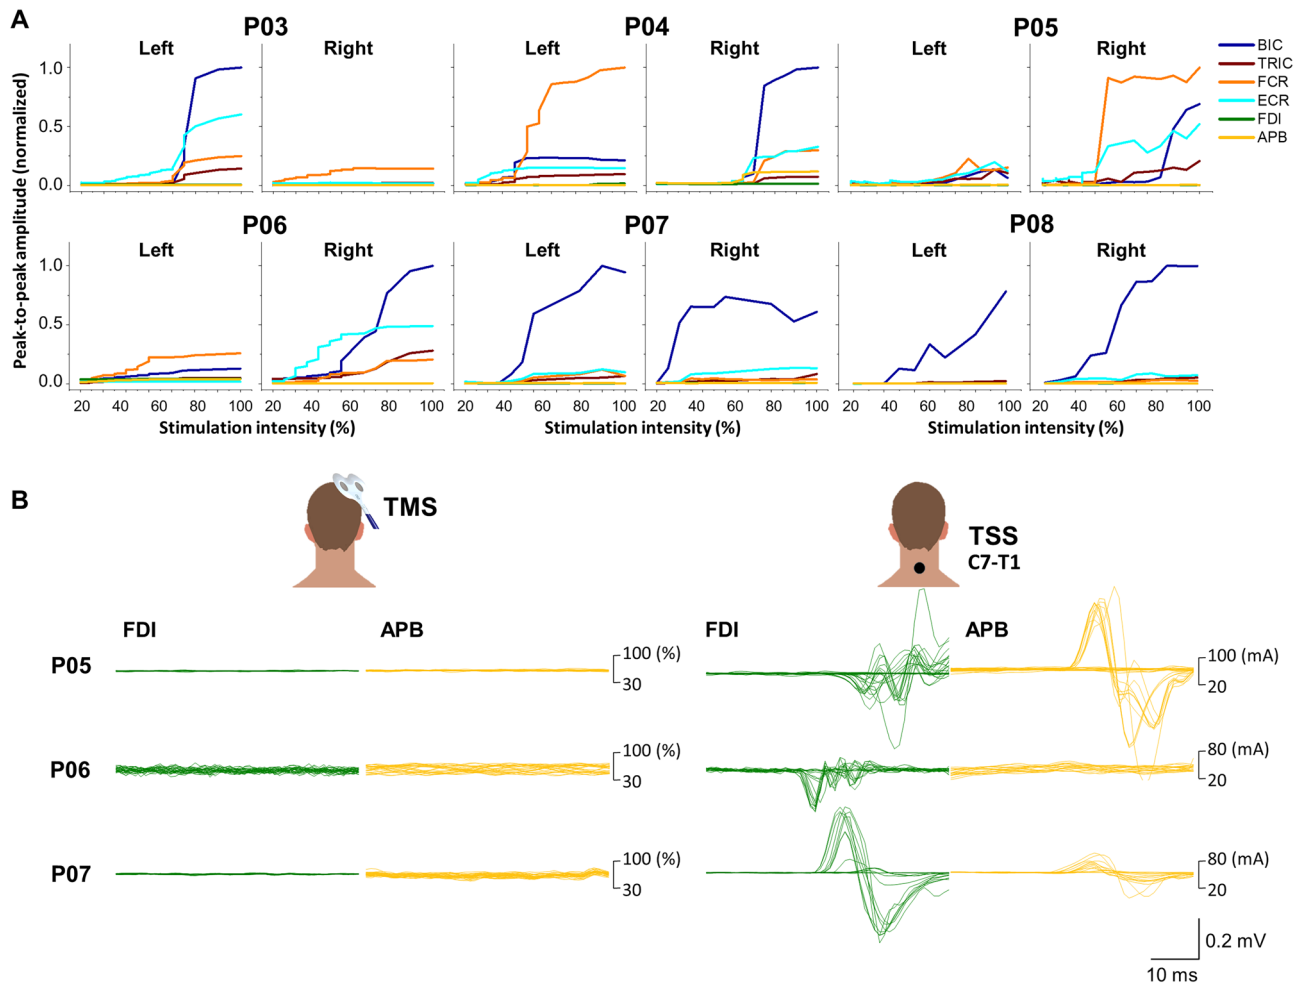 A
P03
P04
P05
Left
Right
Left
Right
Left
Right
BIC
TRIC
FCR
ECR
FDI
APB
Peak-to-peak amplitude (normalized)
1.0
0.5
0.0
P06
P07
P08
Left
Right
Left
Right
Left
Right
1.0
0.5
0.0
20 40 60 80 100
20 40 60 80 100
20 40 60 80 100
20 40 60 80 100
20 40 60 80 100
20 40 60 80 100
Stimulation intensity (%)
Stimulation intensity (%)
Stimulation intensity (%)
B
TMS
TSS
C7-T1
FDI
APB
FDI
APB
P05
100 (%)
30
100 (mA)
20
P06
100 (%)
30
80 (mA)
20
P07
100 (%)
30
80 (mA)
20
0.2 mV
10 ms